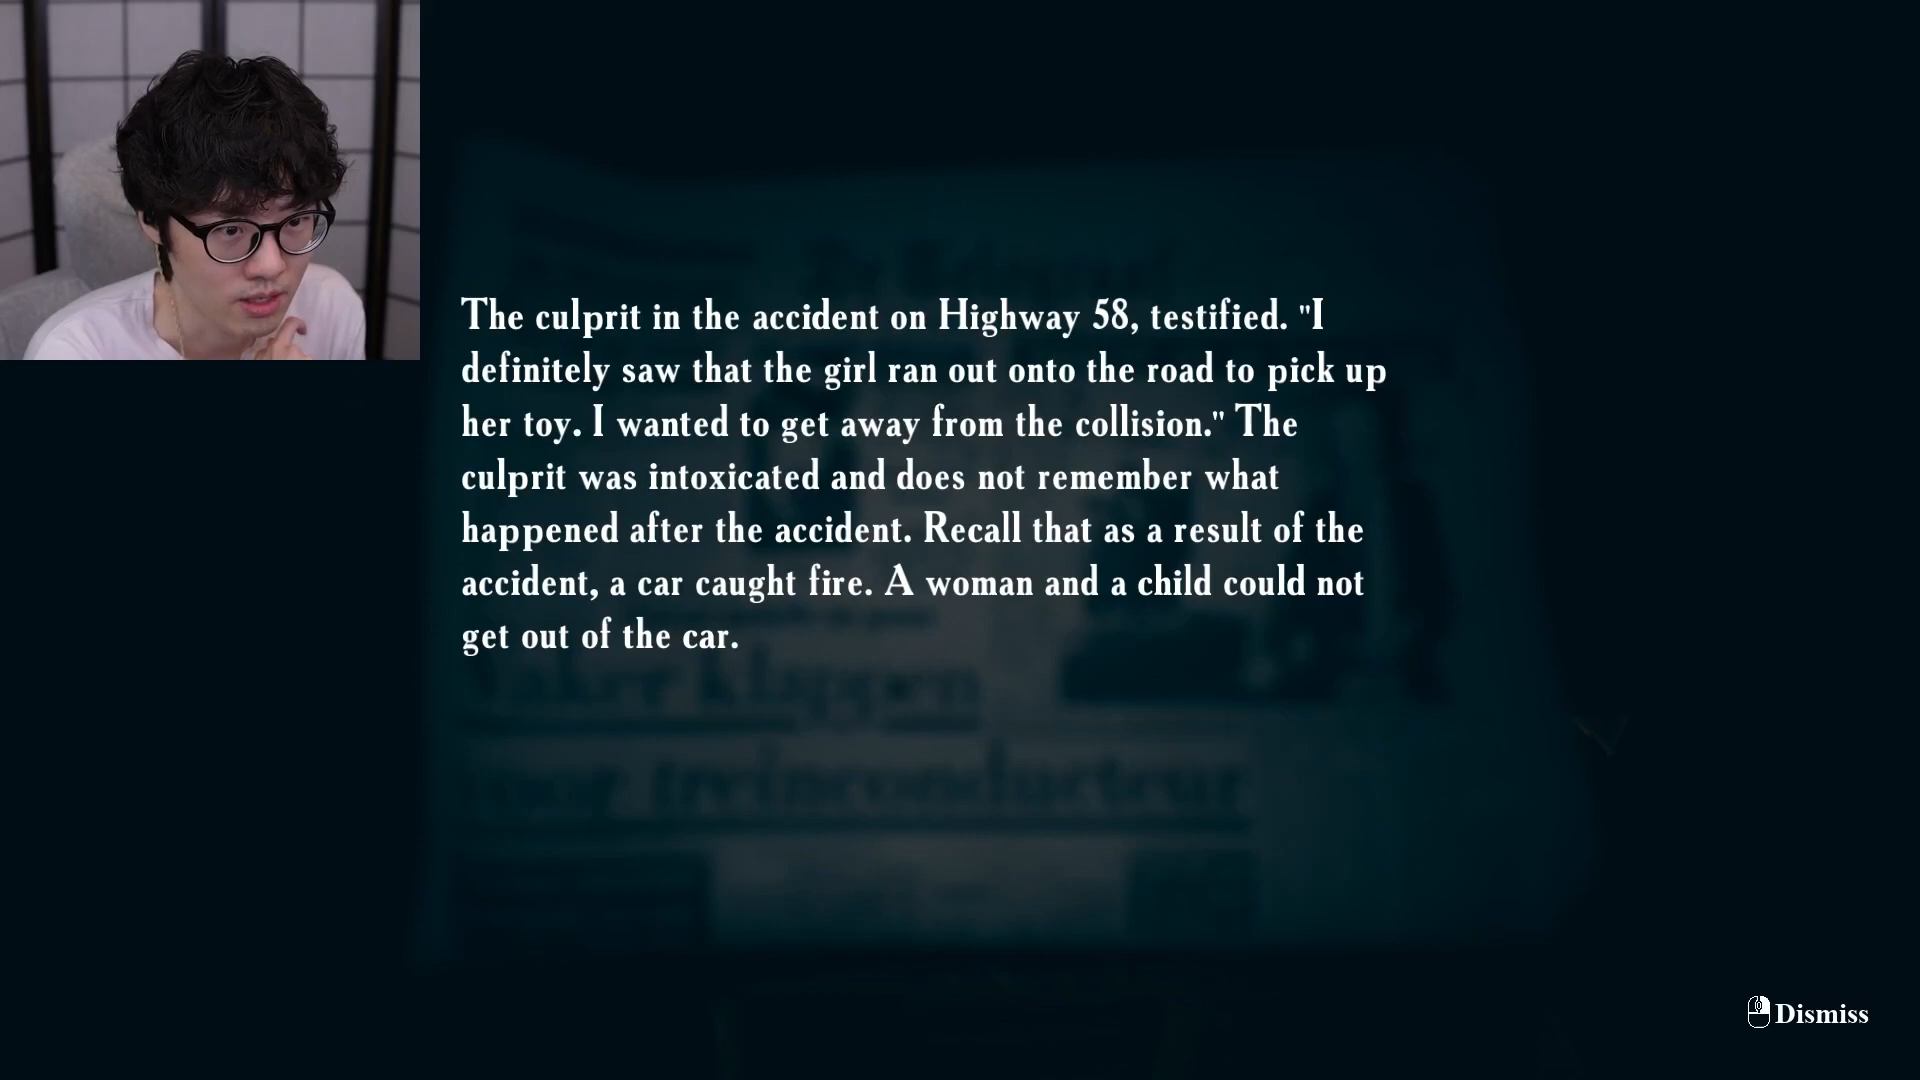 The culprit in the accident on Highway 58, testified. "I
definitely saw that the girl ran out onto the road to pick up
her toy. I wanted to get away from the collision." The
culprit was intoxicated and does not remember what
happened after the accident. Recall that as a result of the
accident, a car caught fire. A woman and a child could not
get out of the car.
Dismiss